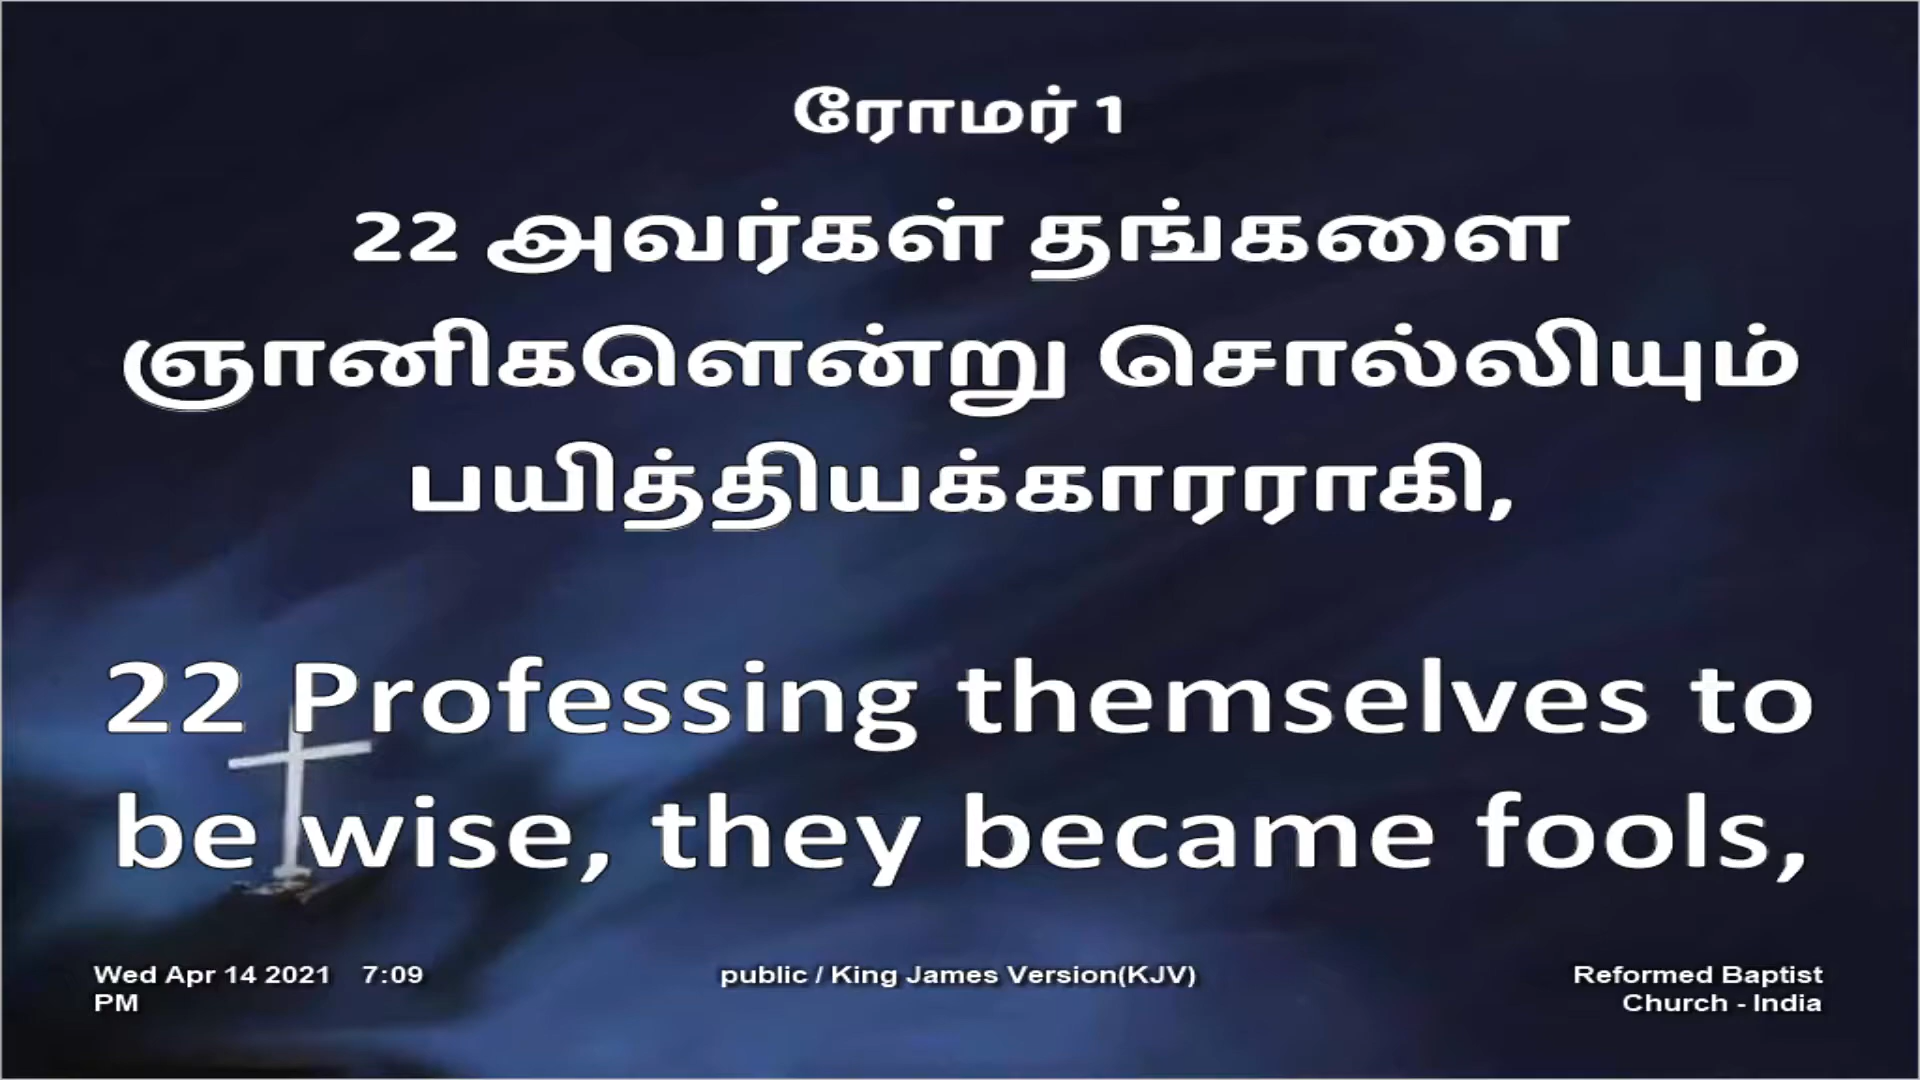 ரோமர் 1
22 அவர்கள் தங்களை
ஞானிகளென்று சொல்லியும்
பயித்தியக்காரராகி,
22 Professing themselves to
be wise, they became fools,
Wed Apr 14 2021 7:09
PM
public / King James Version(KJV)
Reformed Baptist
Church - India